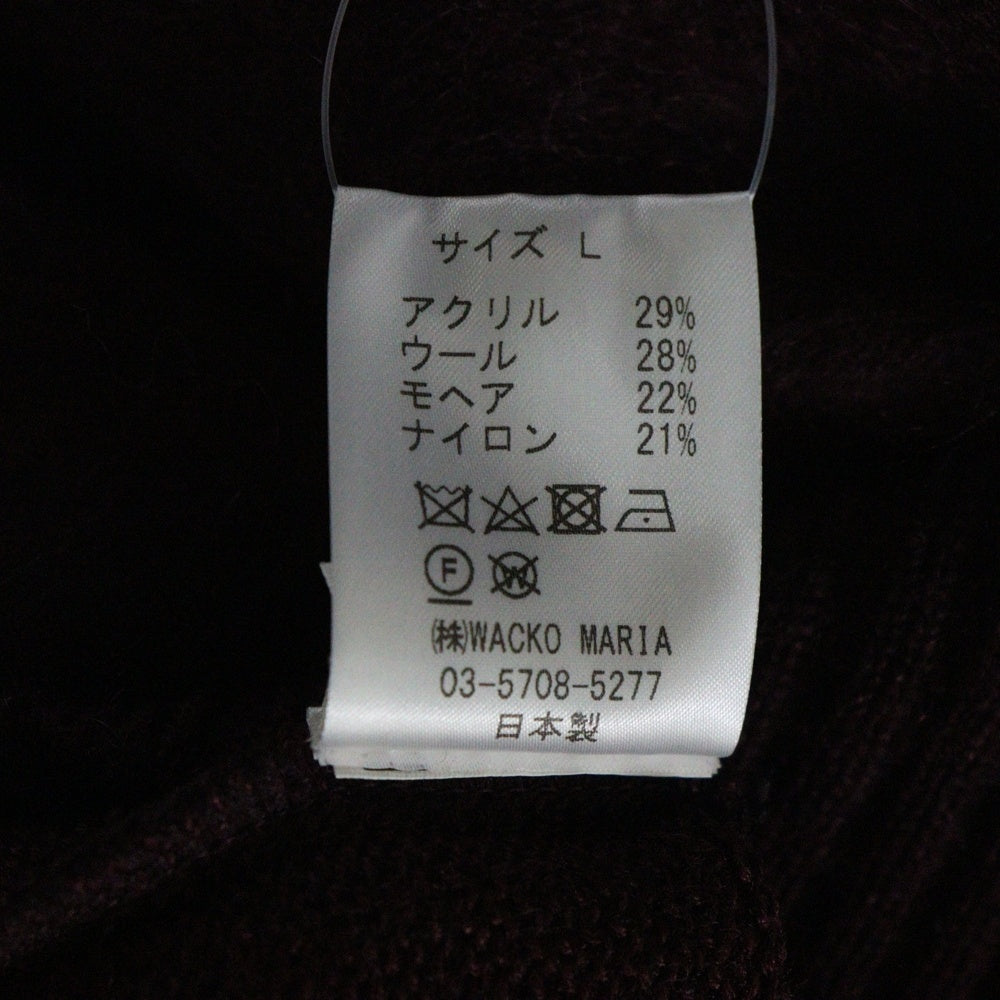 サイズ L
アクリル 29%
ウール 28%
モヘア 22%
ナイロン 21%
F W
㈱WACKO MARIA
03-5708-5277
日本製